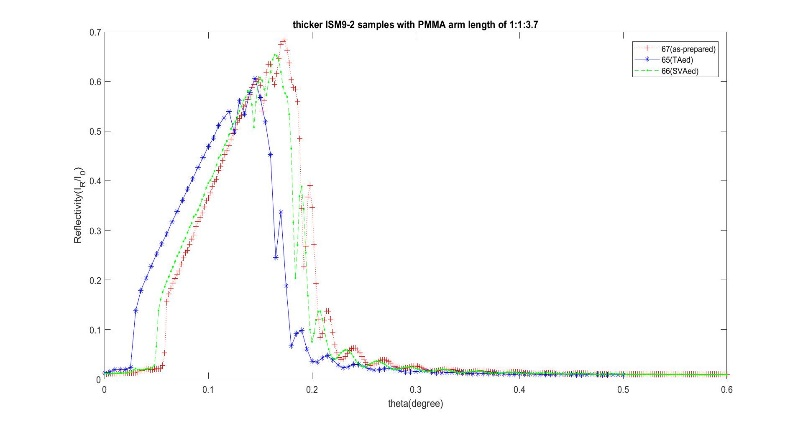 thicker ISM9-2 samples with PMMA arm length of 1:1:3.7
0.7
0.6
0.5
0.4
0.3
0.2
0.1
0
Reflectivity(I_R/I_0)
67(as-prepared)
65(TAed)
66(SVAed)
0 0.1 0.2 0.3 0.4 0.5 0.6
theta(degree)